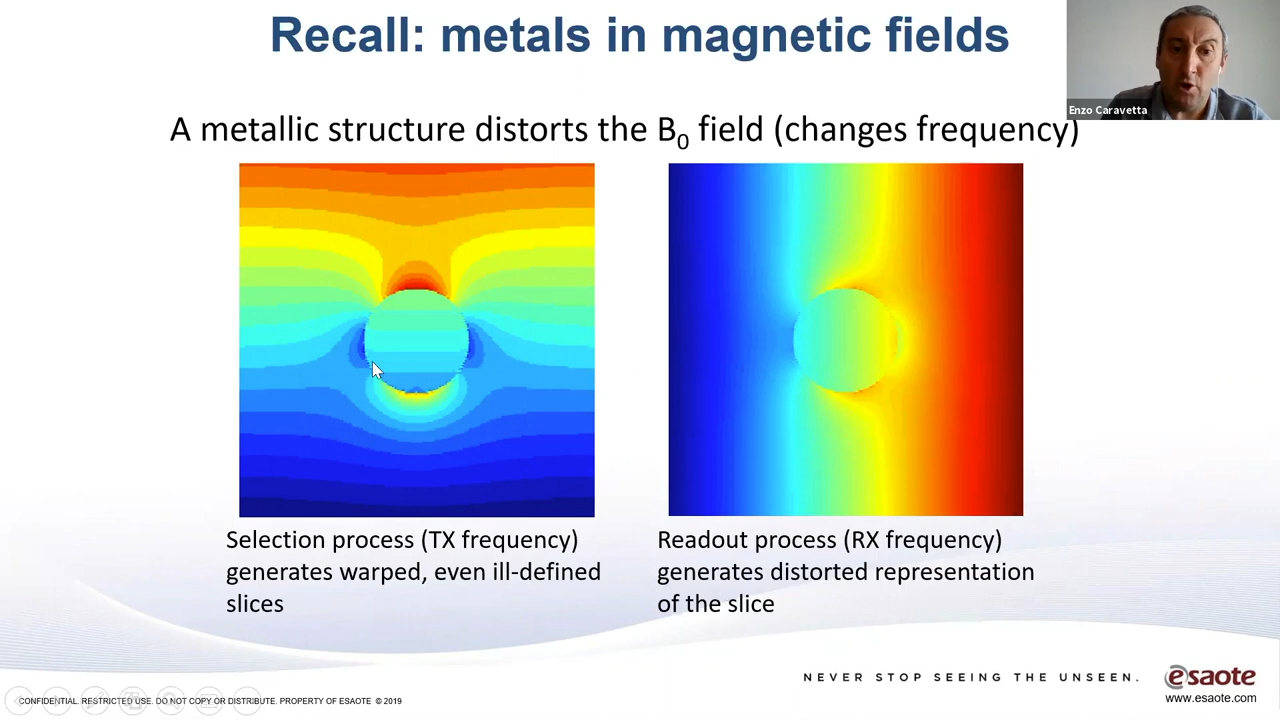 Recall: metals in magnetic fields
Enzo Caravetta
A metallic structure distorts the B₀ field (changes frequency)
Selection process (TX frequency)
generates warped, even ill-defined
slices
Readout process (RX frequency)
generates distorted representation
of the slice
NEVER STOP SEEING THE UNSEEN.
esaote
www.esaote.com
CONFIDENTIAL. RESTRICTED USE. DO NOT COPY OR DISTRIBUTE. PROPERTY OF ESAOTE © 2019